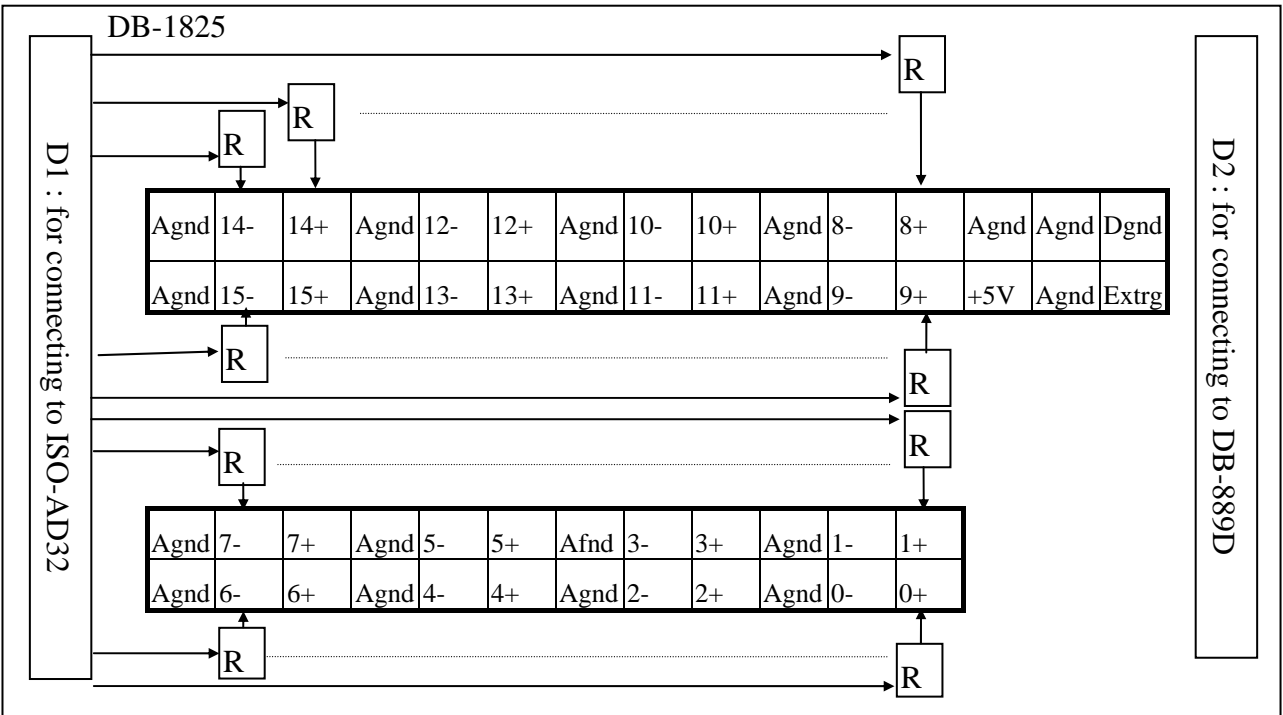 DB-1825
R
R
R
D1 : for connecting to ISO-AD32
D2 : for connecting to DB-889D
Agnd 14- 14+ Agnd 12- 12+ Agnd 10- 10+ Agnd 8- 8+ Agnd Agnd Dgnd
Agnd 15- 15+ Agnd 13- 13+ Agnd 11- 11+ Agnd 9- 9+ +5V Agnd Extrg
R
R
R
R
Agnd 7- 7+ Agnd 5- 5+ Afnd 3- 3+ Agnd 1- 1+
Agnd 6- 6+ Agnd 4- 4+ Agnd 2- 2+ Agnd 0- 0+
R
R